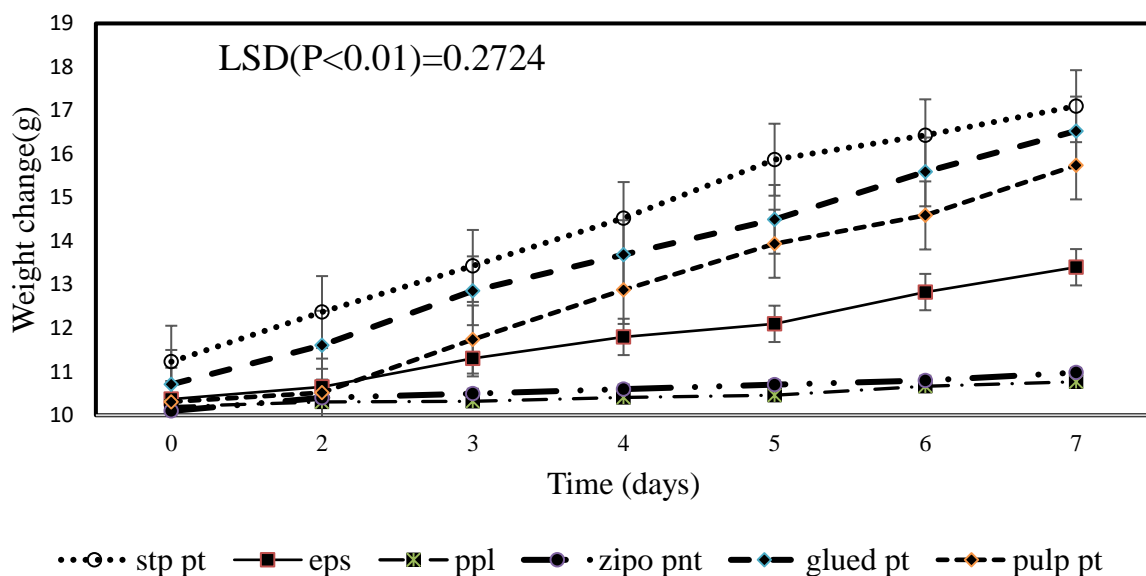 19
18
17
16
15
14
13
12
11
10
Weight change(g)
LSD(P<0.01)=0.2724
0 2 3 4 5 6 7
Time (days)
stp pt eps ppl zipo pnt glued pt pulp pt